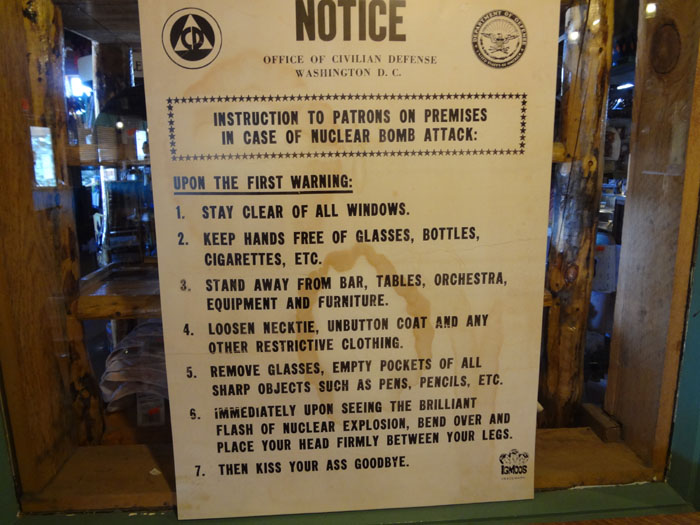 NOTICE
OFFICE OF CIVILIAN DEFENSE
WASHINGTON D. C.
CD
DEPARTMENT OF DEFENSE
INSTRUCTION TO PATRONS ON PREMISES
IN CASE OF NUCLEAR BOMB ATTACK:
UPON THE FIRST WARNING:
1. STAY CLEAR OF ALL WINDOWS.
2. KEEP HANDS FREE OF GLASSES, BOTTLES,
CIGARETTES, ETC.
3. STAND AWAY FROM BAR, TABLES, ORCHESTRA,
EQUIPMENT AND FURNITURE.
4. LOOSEN NECKTIE, UNBUTTON COAT AND ANY
OTHER RESTRICTIVE CLOTHING.
5. REMOVE GLASSES, EMPTY POCKETS OF ALL
SHARP OBJECTS SUCH AS PENS, PENCILS, ETC.
6. IMMEDIATELY UPON SEEING THE BRILLIANT
FLASH OF NUCLEAR EXPLOSION, BEND OVER AND
PLACE YOUR HEAD FIRMLY BETWEEN YOUR LEGS.
7. THEN KISS YOUR ASS GOODBYE.